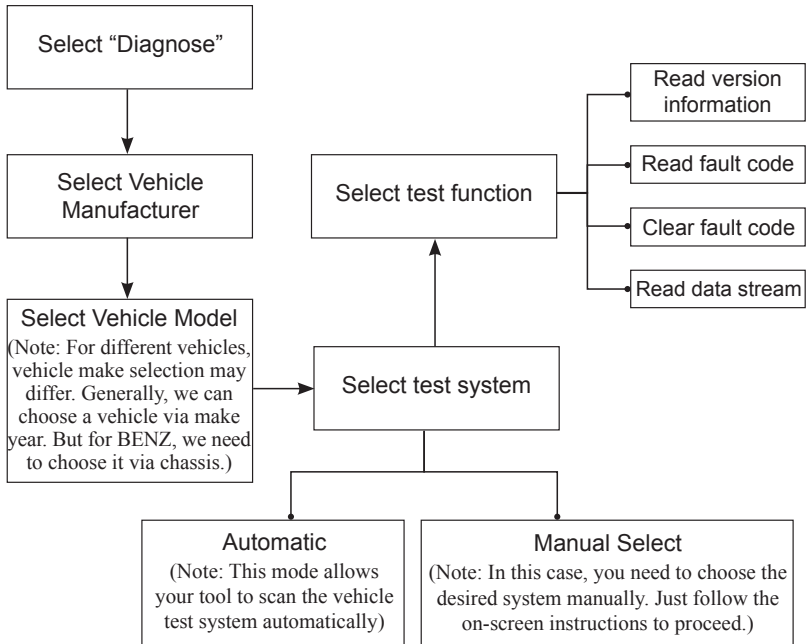 Select “Diagnose”
Select Vehicle
Manufacturer
Select Vehicle Model
(Note: For different vehicles,
vehicle make selection may
differ. Generally, we can
choose a vehicle via make
year. But for BENZ, we need
to choose it via chassis.)
Select test system
Automatic
(Note: This mode allows
your tool to scan the vehicle
test system automatically)
Manual Select
(Note: In this case, you need to choose the
desired system manually. Just follow the
on-screen instructions to proceed.)
Select test function
Read version
information
Read fault code
Clear fault code
Read data stream